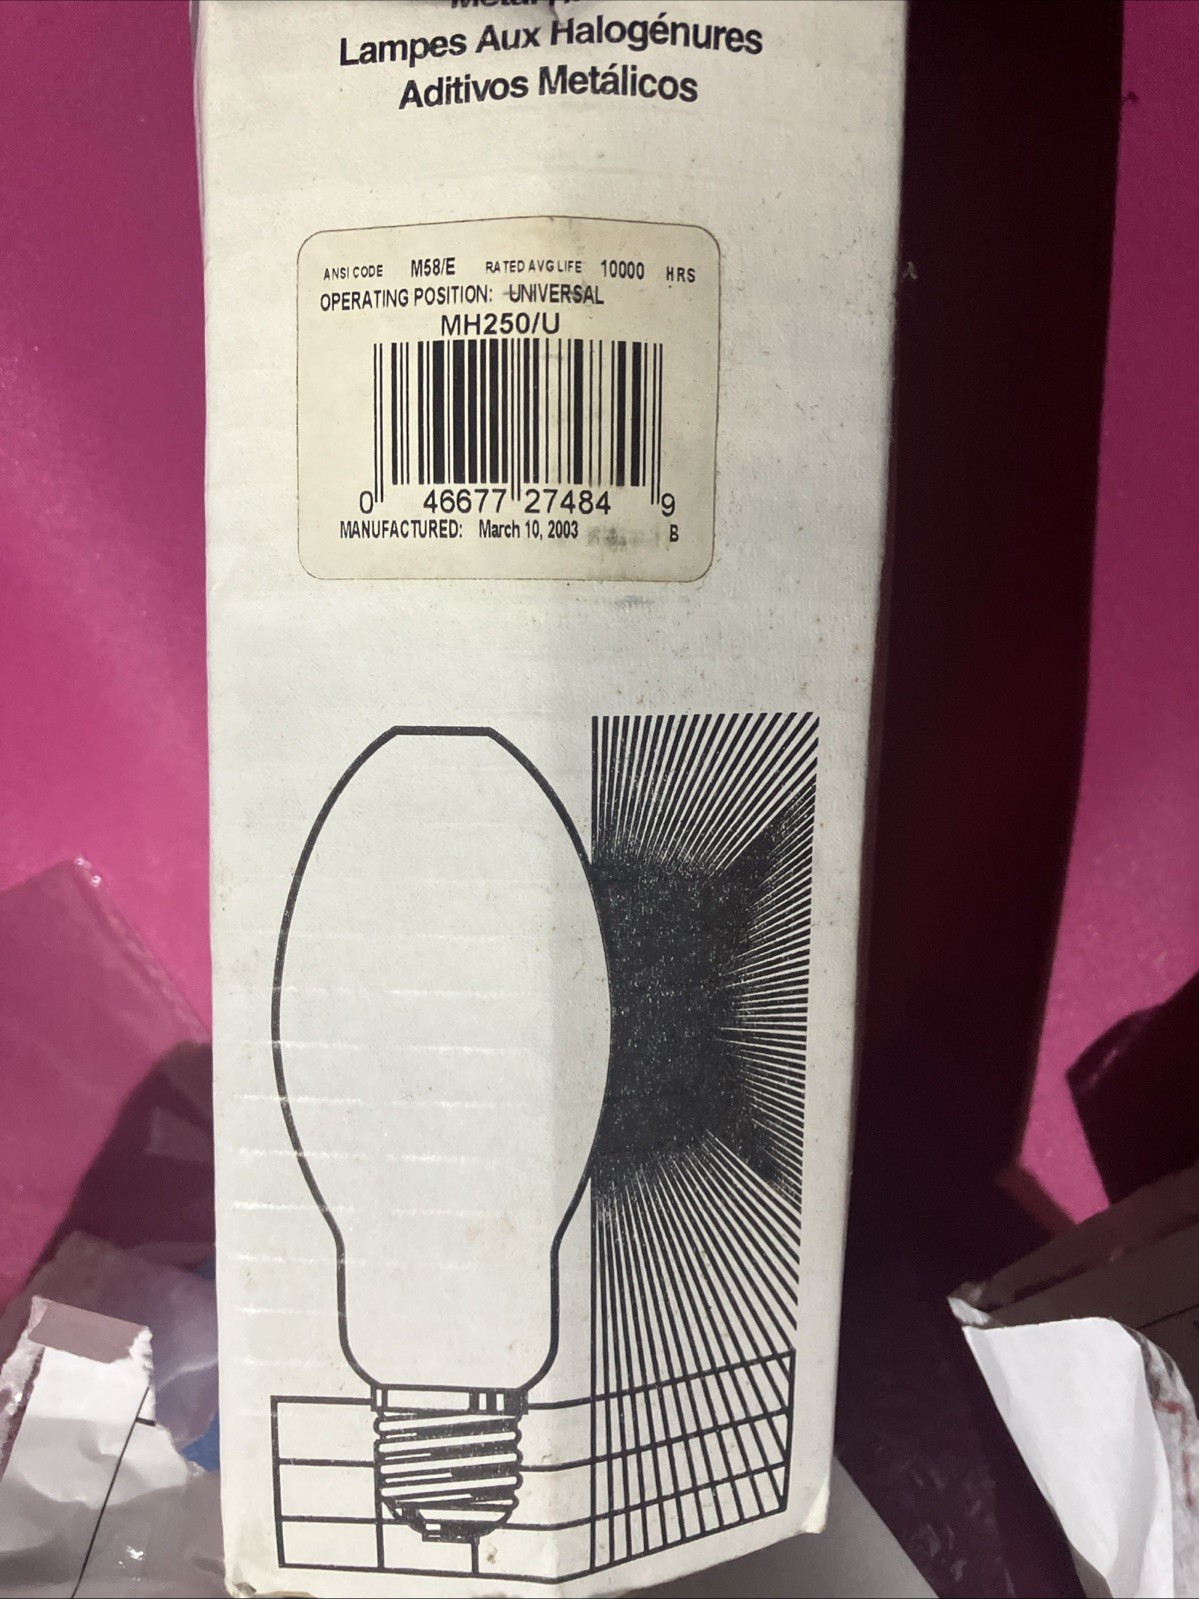 Lampes Aux Halogénures
Aditivos Metálicos
ANSI CODE M58/E RATED AVG LIFE 10000 HRS
OPERATING POSITION: UNIVERSAL
MH250/U
0 46677 27484 9
MANUFACTURED: March 10, 2003 B